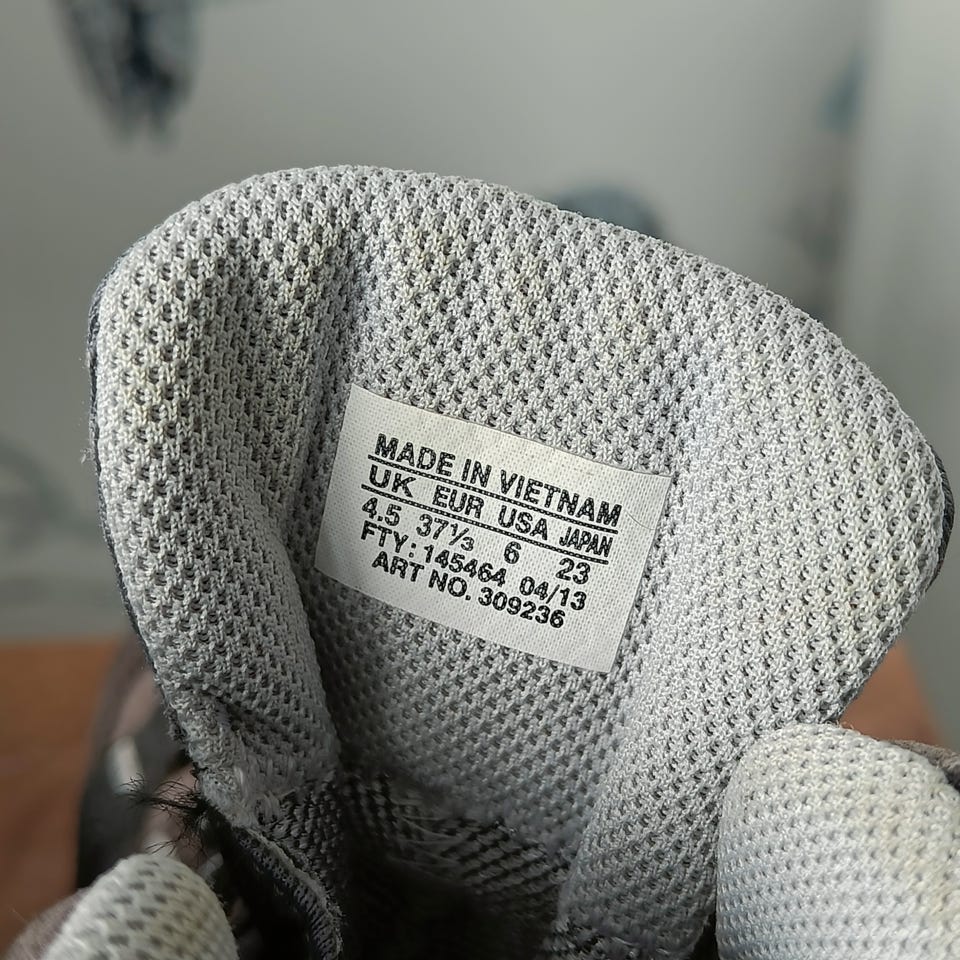 MADE IN VIETNAM
UK EUR USA JAPAN
4.5 37⅓ 6 23
FTY: 145464 04/13
ART NO. 309236